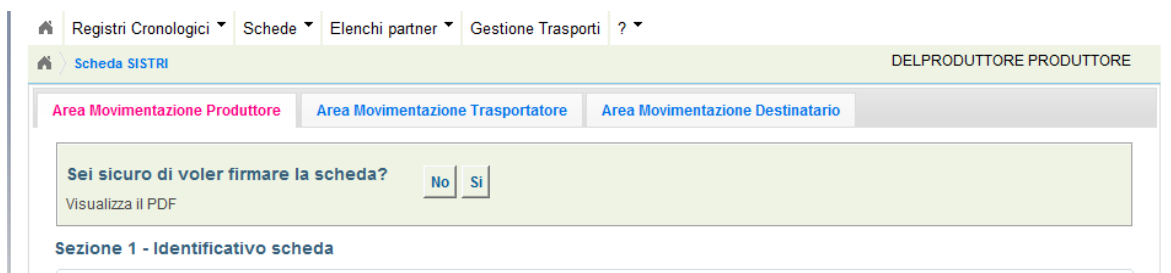 Registri Cronologici Schede Elenchi partner Gestione Trasporti ?
Scheda SISTRI DELPRODUTTORE PRODUTTORE
Area Movimentazione Produttore Area Movimentazione Trasportatore Area Movimentazione Destinatario
Sei sicuro di voler firmare la scheda? No Si
Visualizza il PDF
Sezione 1 - Identificativo scheda